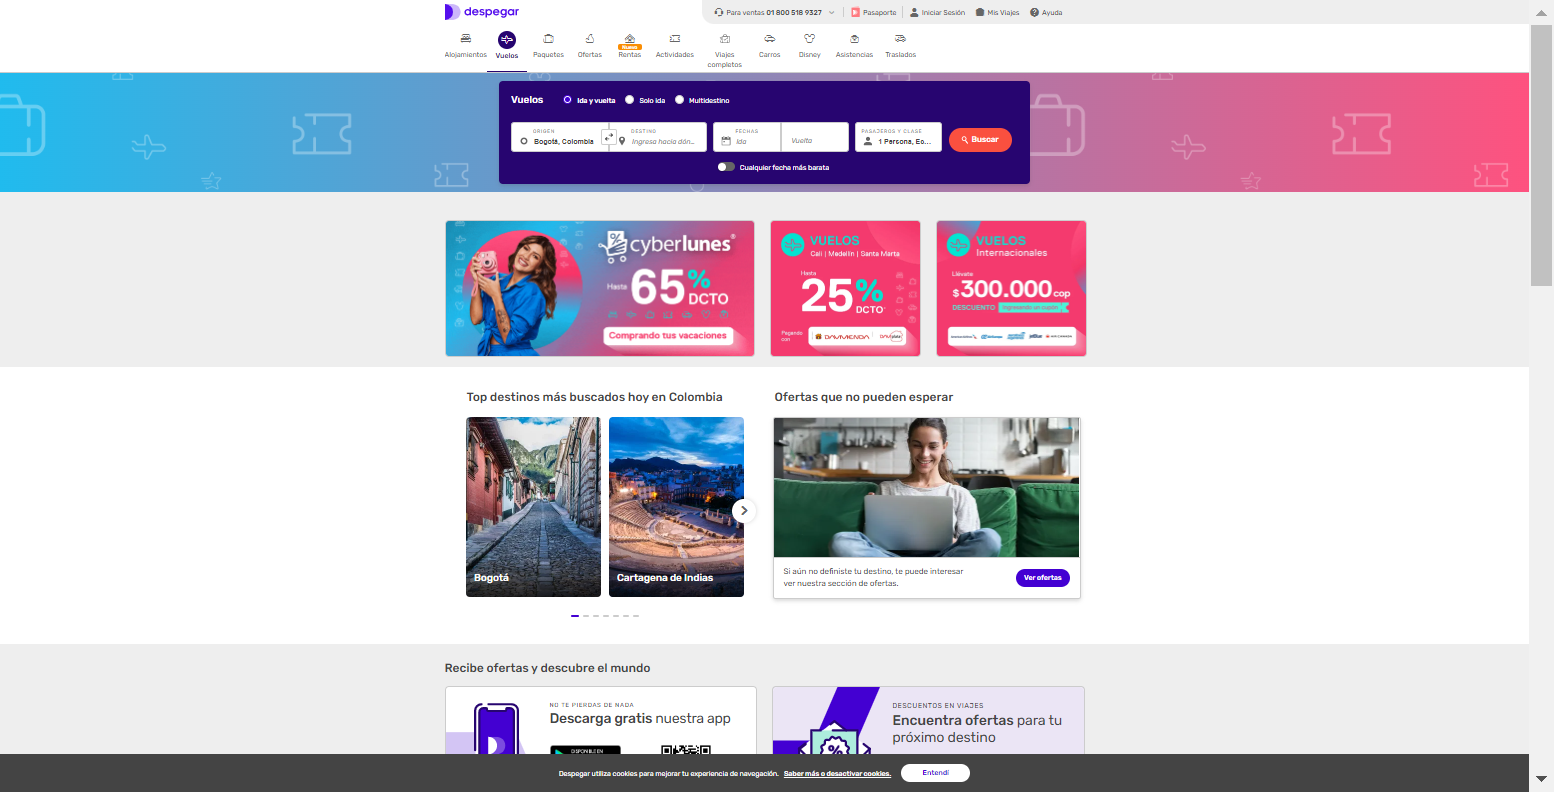 despegar
Para ventas 01 800 518 9327
Pasaporte
Iniciar Sesión
Mis Viajes
Ayuda
Alojamientos
Vuelos
Paquetes
Ofertas
Nuevo
Rentas
Actividades
Viajes
completos
Carros
Disney
Asistencias
Traslados
Vuelos
Ida y vuelta
Solo ida
Multidestino
ORIGEN
Bogotá, Colombia
DESTINO
Ingresa hacia dón...
FECHAS
Ida
Vuelta
PASAJEROS Y CLASE
1 Persona, Eo...
Buscar
Cualquier fecha más barata
cyberlunes®
Hasta 65% DCTO
Comprando tus vacaciones
VUELOS
Cali | Medellín | Santa Marta
Hasta
25% DCTO*
Pagando
con
DAVIVIENDA
VUELOS
Internacionales
Llévate
$300.000 COP
DESCUENTO
Top destinos más buscados hoy en Colombia
Bogotá
Cartagena de Indias
Ofertas que no pueden esperar
Si aún no definiste tu destino, te puede interesar
ver nuestra sección de ofertas.
Ver ofertas
Recibe ofertas y descubre el mundo
NO TE PIERDAS DE NADA
Descarga gratis nuestra app
DISPONIBLE EN
DESCUENTOS EN VIAJES
Encuentra ofertas para tu
próximo destino
Despegar utiliza cookies para mejorar tu experiencia de navegación. Saber más o desactivar cookies.
Entendí